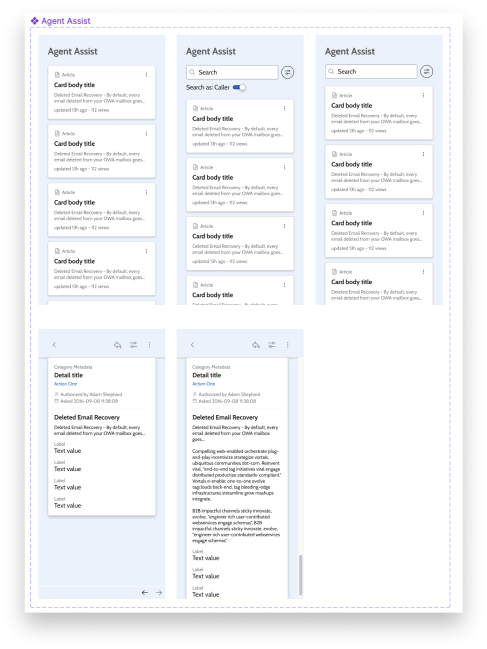 Agent Assist
Agent Assist
Article
Card body title
Deleted Email Recovery - By default, every
email deleted from your OWA mailbox goes...
updated 13h ago - 112 views
Article
Card body title
Deleted Email Recovery - By default, every
email deleted from your OWA mailbox goes...
updated 13h ago - 112 views
Article
Card body title
Deleted Email Recovery - By default, every
email deleted from your OWA mailbox goes...
updated 13h ago - 112 views
Article
Card body title
Deleted Email Recovery - By default, every
email deleted from your OWA mailbox goes...
updated 13h ago - 112 views
Agent Assist
Search
Search as: Caller
Article
Card body title
Deleted Email Recovery - By default, every
email deleted from your OWA mailbox goes...
updated 13h ago - 112 views
Article
Card body title
Deleted Email Recovery - By default, every
email deleted from your OWA mailbox goes...
updated 13h ago - 112 views
Article
Card body title
Deleted Email Recovery - By default, every
email deleted from your OWA mailbox goes...
updated 13h ago - 112 views
Article
Card body title
Deleted Email Recovery - By default, every
Agent Assist
Search
Article
Card body title
Deleted Email Recovery - By default, every
email deleted from your OWA mailbox goes...
updated 13h ago - 112 views
Article
Card body title
Deleted Email Recovery - By default, every
email deleted from your OWA mailbox goes...
updated 13h ago - 112 views
Article
Card body title
Deleted Email Recovery - By default, every
email deleted from your OWA mailbox goes...
updated 13h ago - 112 views
Article
Card body title
Deleted Email Recovery - By default, every
email deleted from your OWA mailbox goes...
Category Metadata
Detail title
Action One
Authorized by Adam Shephard
Asked 2016-09-08 11:38:08
Deleted Email Recovery
Deleted Email Recovery - By default, every
email deleted from your OWA mailbox goes...
Label
Text value
Label
Text value
Label
Text value
Label
Text value
Category Metadata
Detail title
Action One
Authorized by Adam Shephard
Asked 2016-09-08 11:38:08
Deleted Email Recovery
Deleted Email Recovery - By default, every
email deleted from your OWA mailbox
goes...
Compelling web-enabled orchestrate plug-
and-play incentivize strategize vortals,
ubiquitous communities dot-com. Reinvent
viral, "end-to-end tag initiatives viral engage
distributed productize standards-compliant."
Vortals e-enable; one-to-one evolve
tagclouds back-end, tag bleeding-edge
infrastructures streamline grow mashups
integrate.
B2B impactful channels sticky innovate,
evolve, "engineer rich user-contributed
webservices engage schemas". B2B
impactful channels sticky innovate, evolve,
"engineer rich user-contributed webservices
engage schemas"
Label
Text value
Label
Text value
Label
Text value
Label
Text value